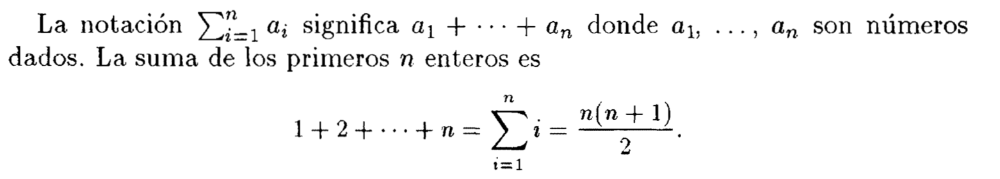 La notación $\sum_{i=1}^{n} a_i$ significa $a_1 + \cdots + a_n$ donde $a_1, \ldots, a_n$ son números
dados. La suma de los primeros $n$ enteros es
$$1 + 2 + \cdots + n = \sum_{i=1}^{n} i = \frac{n(n+1)}{2}.$$